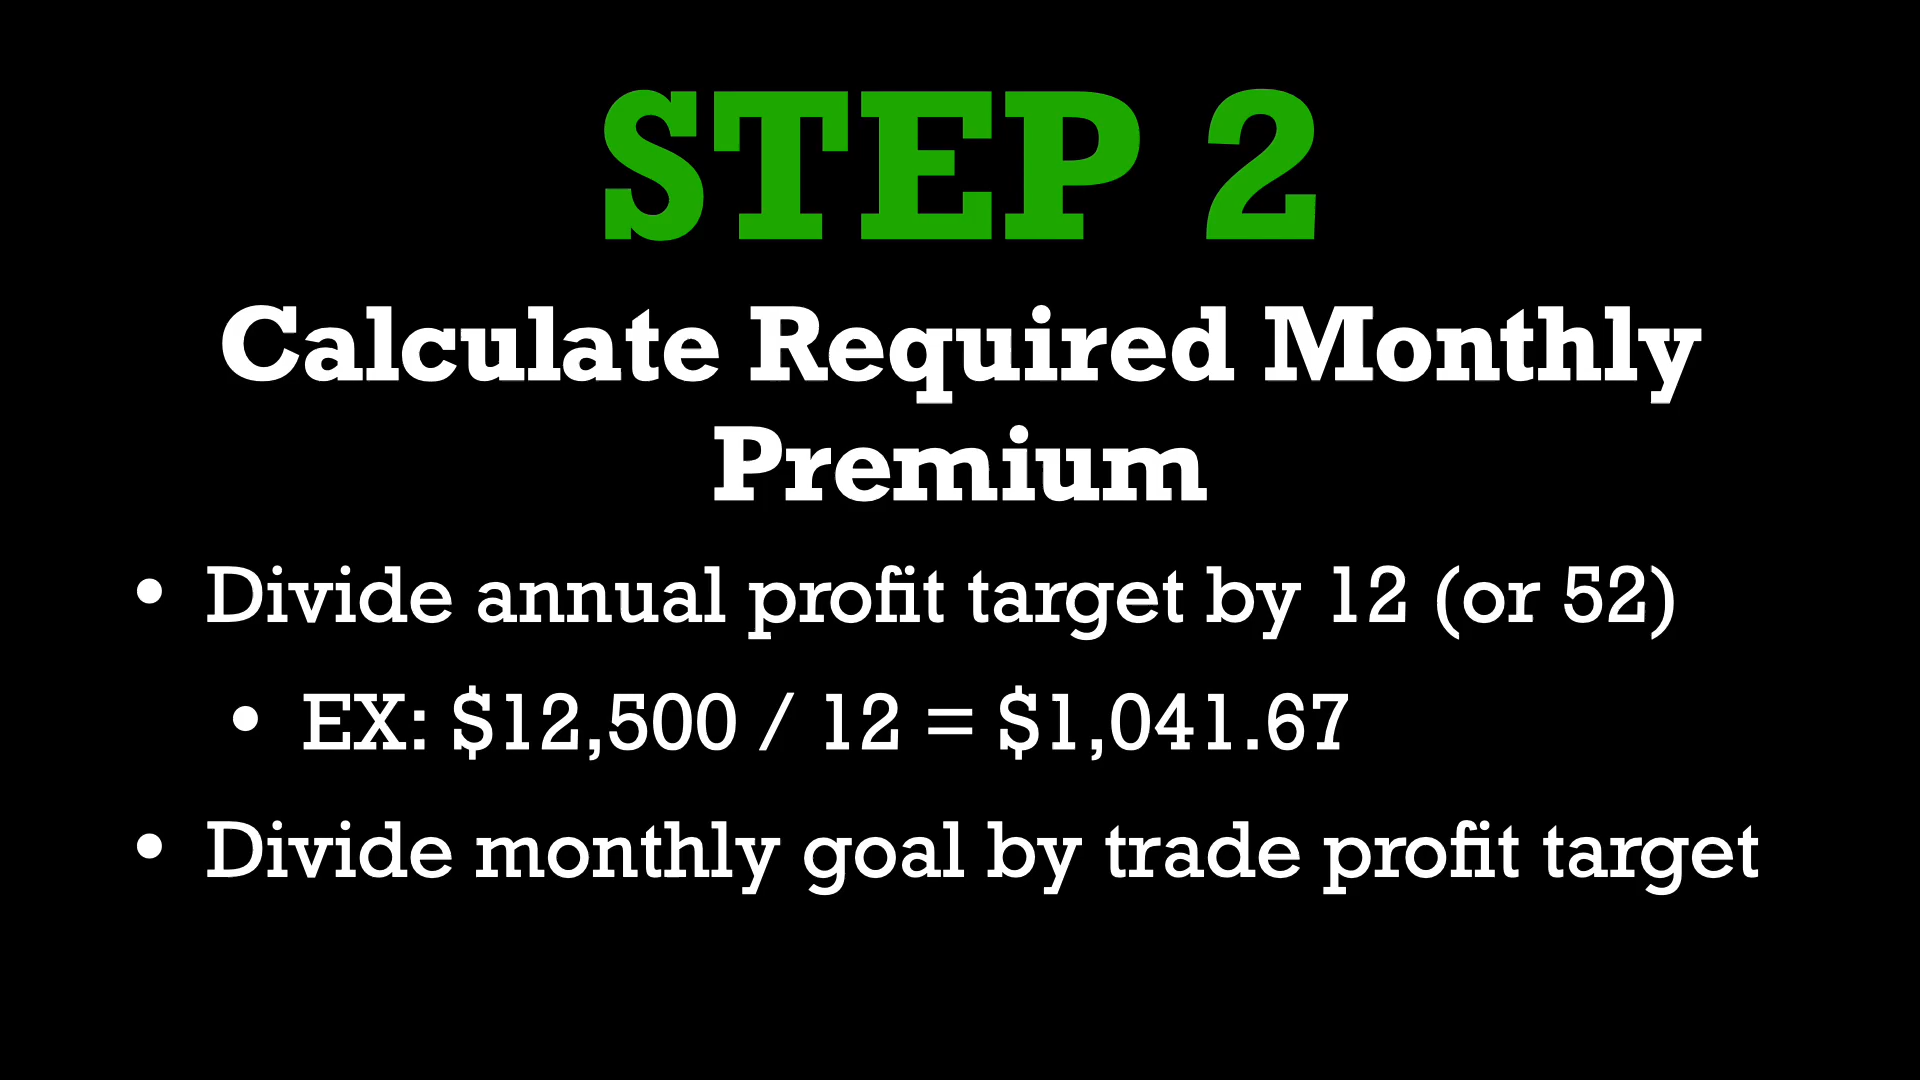 STEP 2
Calculate Required Monthly
Premium
• Divide annual profit target by 12 (or 52)
• EX: $12,500 / 12 = $1,041.67
• Divide monthly goal by trade profit target